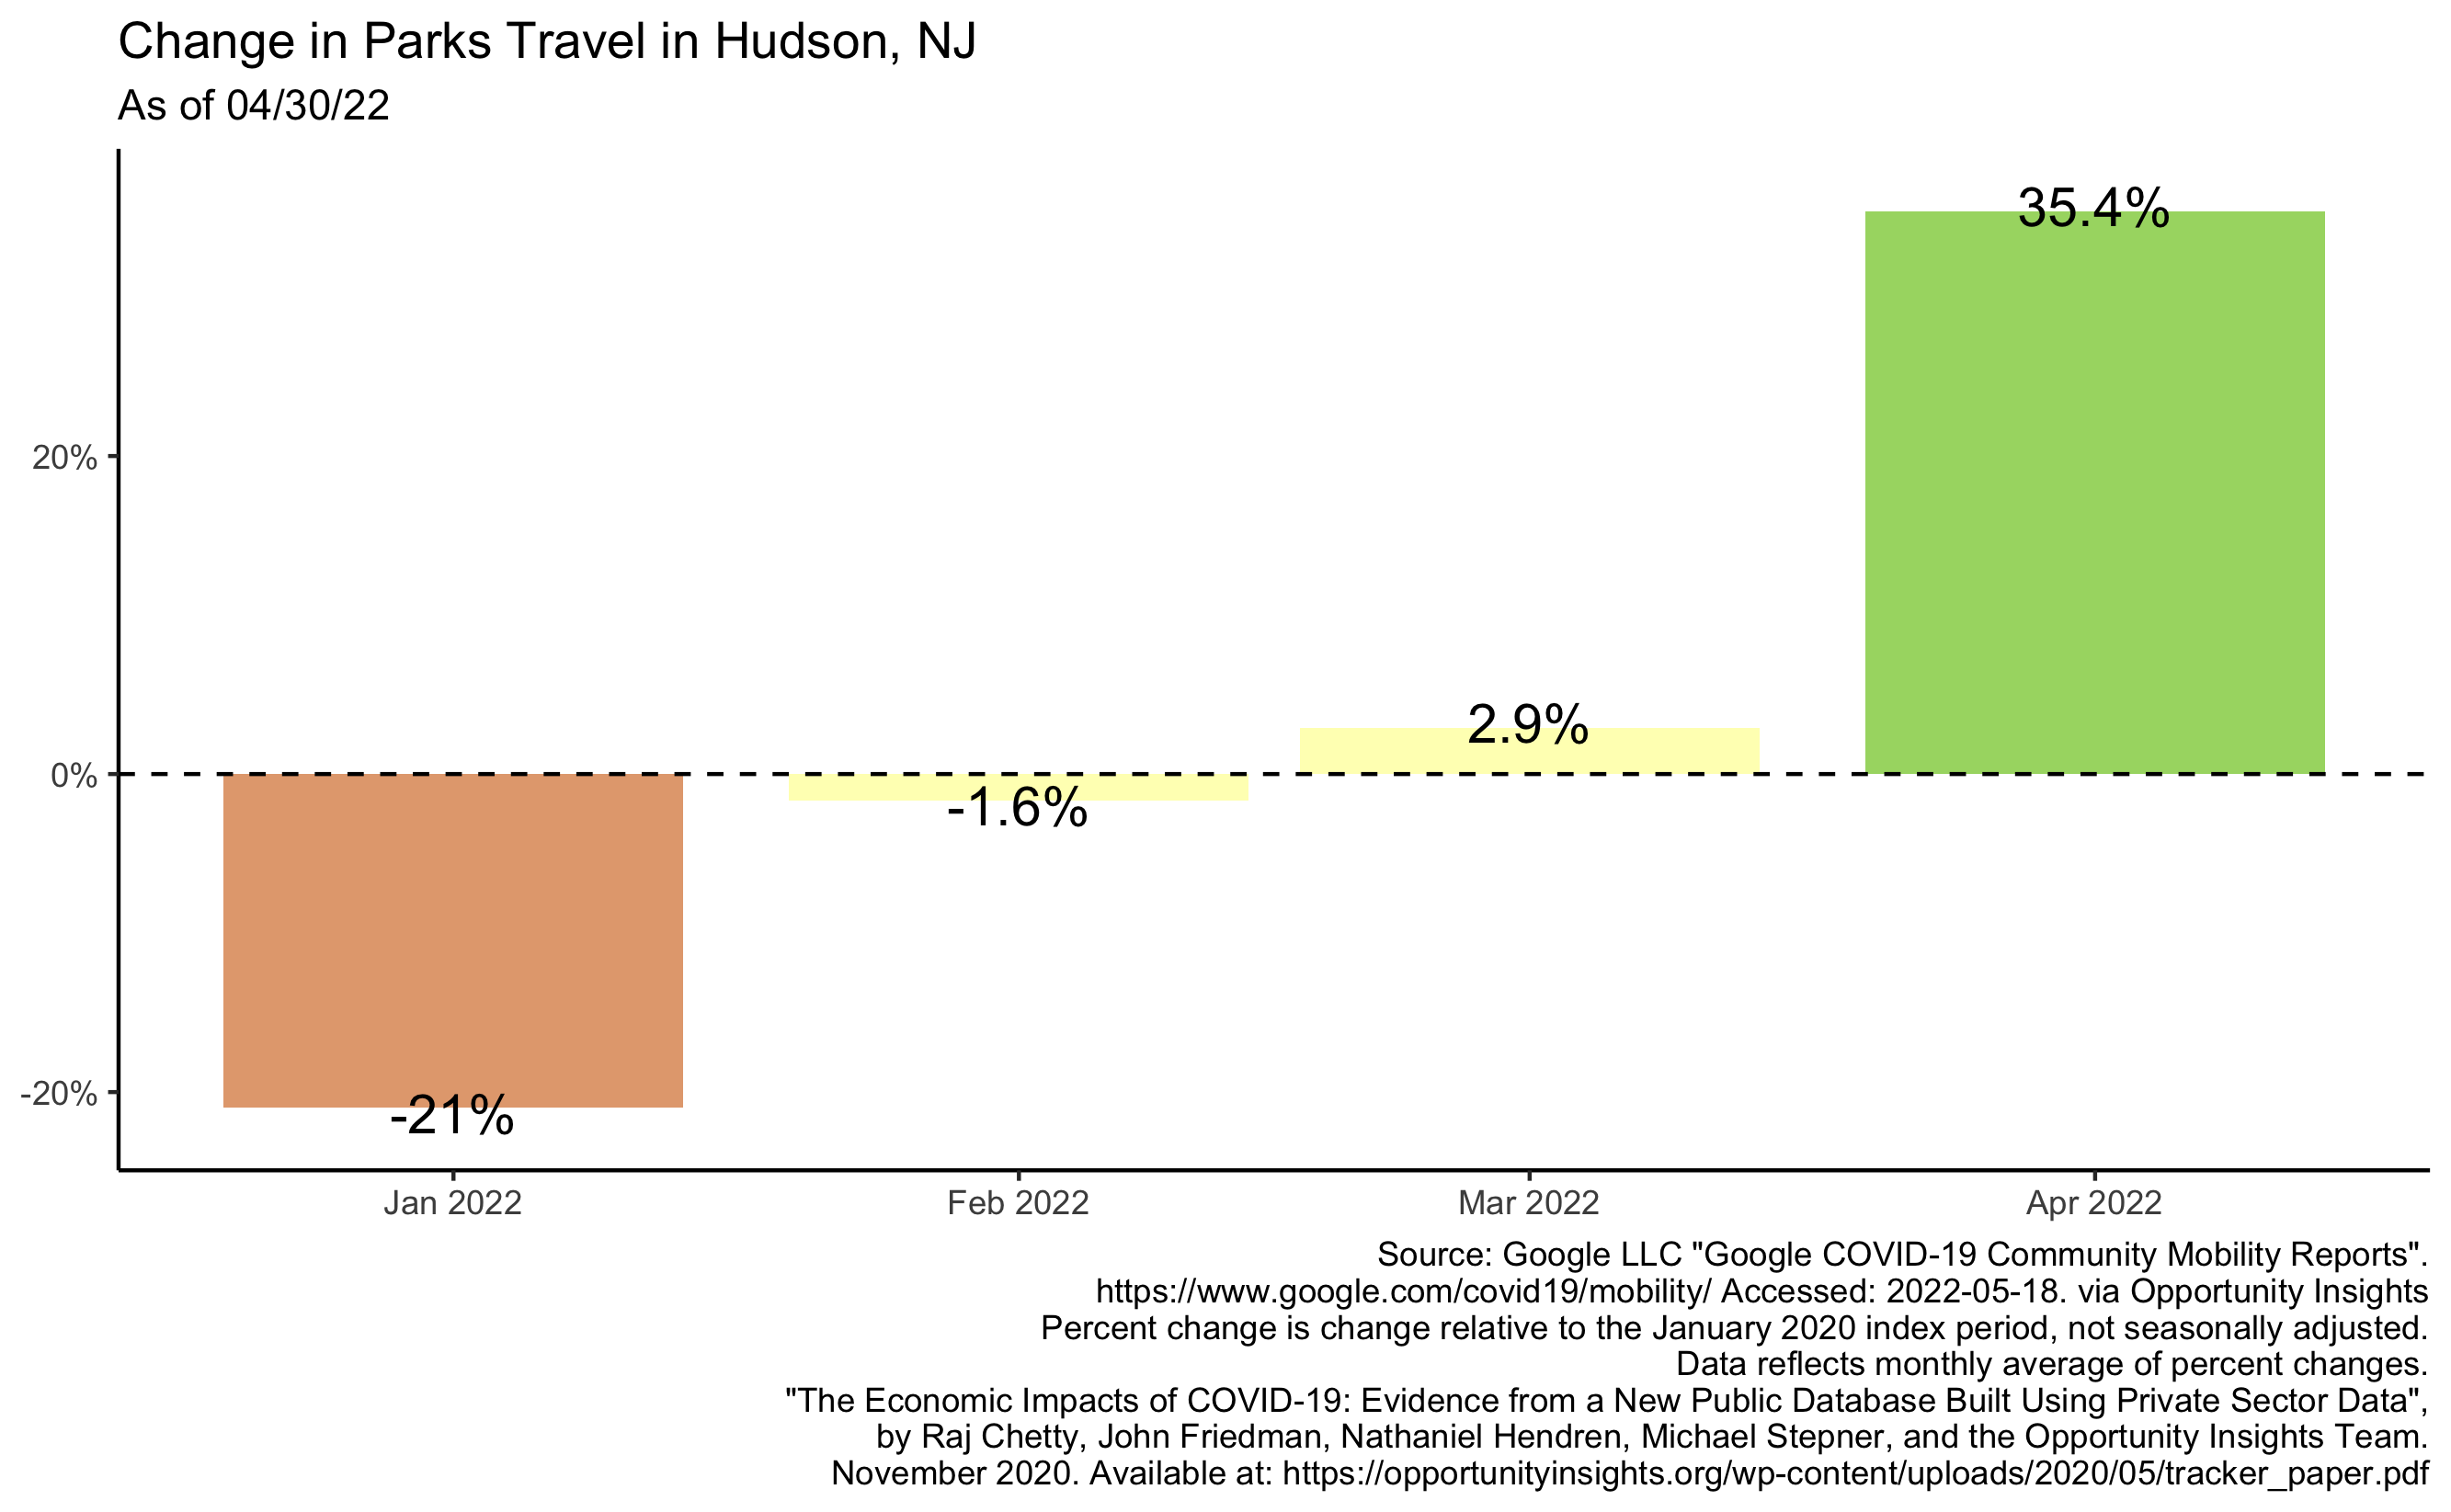 Change in Parks Travel in Hudson, NJ
As of 04/30/22
35.4%
20%
2.9%
0%
-1.6%
-20%
-21%
Jan 2022
Feb 2022
Mar 2022
Apr 2022
Source: Google LLC "Google COVID-19 Community Mobility Reports".
https://www.google.com/covid19/mobility/ Accessed: 2022-05-18. via Opportunity Insights
Percent change is change relative to the January 2020 index period, not seasonally adjusted.
Data reflects monthly average of percent changes.
"The Economic Impacts of COVID-19: Evidence from a New Public Database Built Using Private Sector Data",
by Raj Chetty, John Friedman, Nathaniel Hendren, Michael Stepner, and the Opportunity Insights Team.
November 2020. Available at: https://opportunityinsights.org/wp-content/uploads/2020/05/tracker_paper.pdf